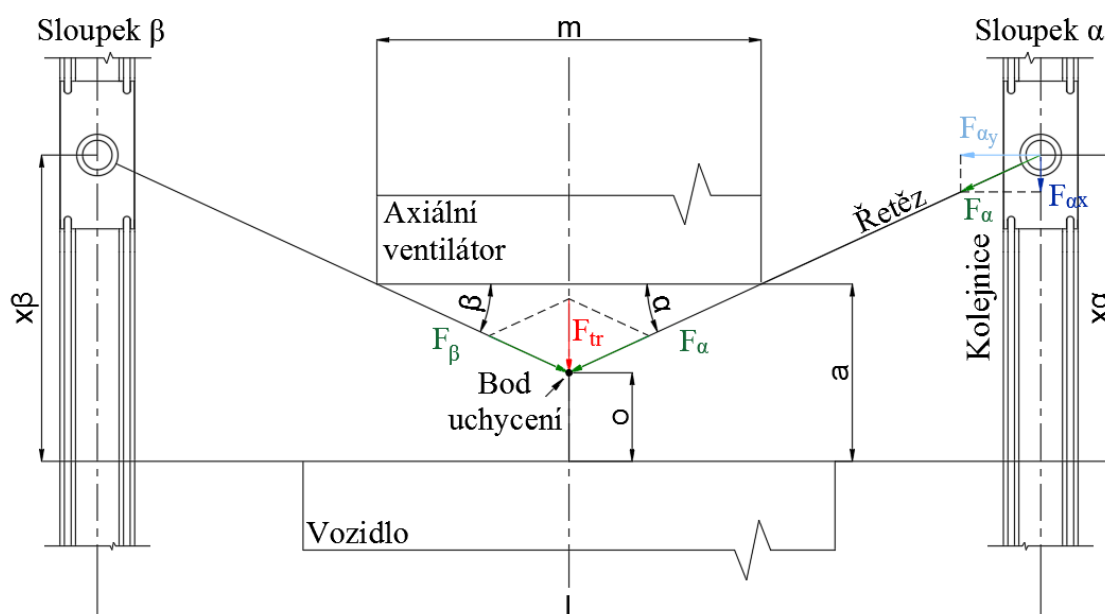 Sloupek β
m
Sloupek α
Fαy
Fαx
Fα
Axiální
ventilátor
Řetěz
Kolejnice
xβ
xα
β
α
Fβ
Ftr
Fα
a
Bod
uchycení
o
Vozidlo
l